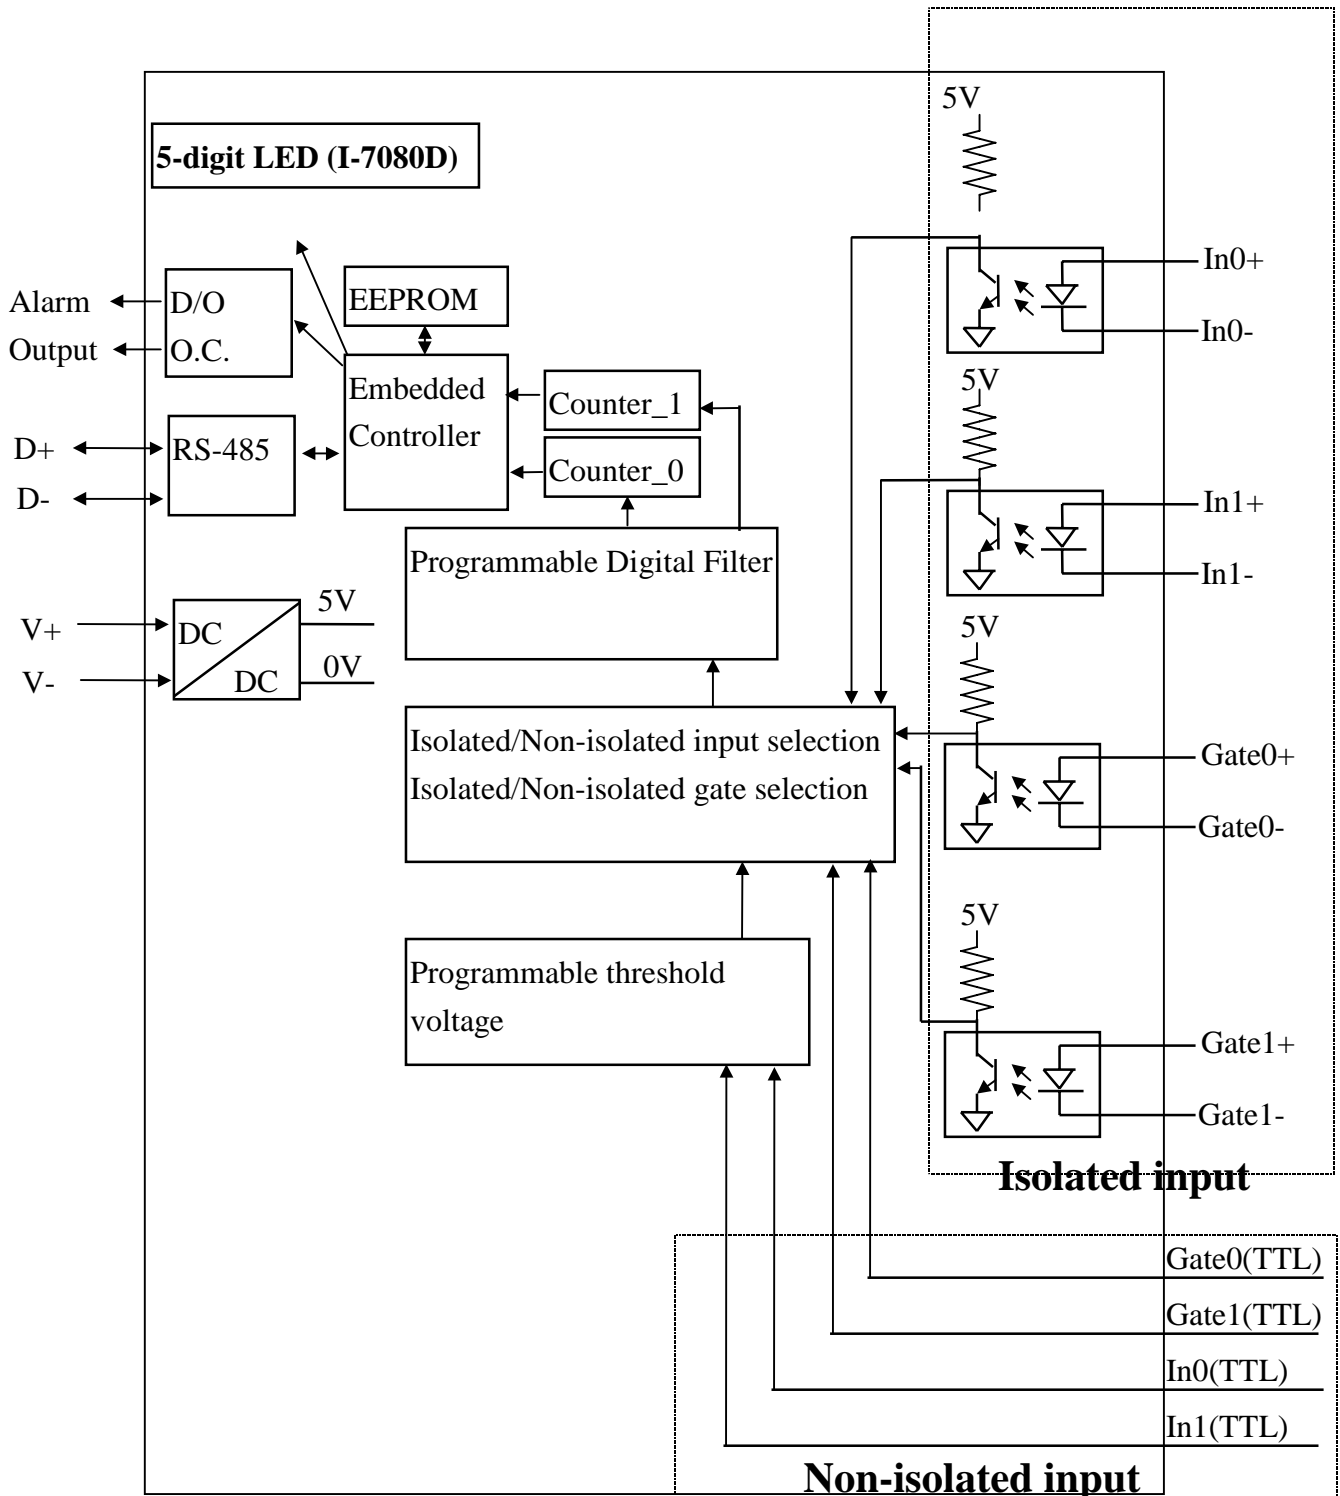 5V
5-digit LED (I-7080D)
In0+
In0-
Alarm
Output
D/O
O.C.
EEPROM
Embedded
Controller
Counter_1
Counter_0
5V
D+
D-
RS-485
In1+
In1-
Programmable Digital Filter
V+
V-
DC
DC
5V
0V
5V
Isolated/Non-isolated input selection
Isolated/Non-isolated gate selection
Gate0+
Gate0-
5V
Programmable threshold
voltage
Gate1+
Gate1-
Isolated input
Gate0(TTL)
Gate1(TTL)
In0(TTL)
In1(TTL)
Non-isolated input